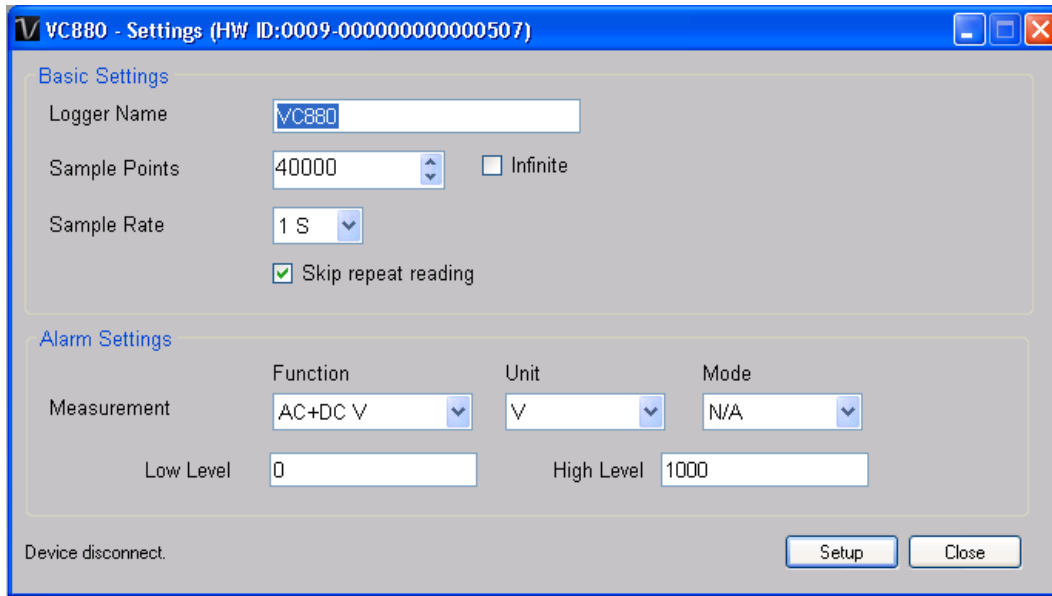 VC880 - Settings (HW ID:0009-000000000000507)
Basic Settings
Logger Name VC880
Sample Points 40000 Infinite
Sample Rate 1 S
Skip repeat reading
Alarm Settings
Function Unit Mode
Measurement AC+DC V V N/A
Low Level 0 High Level 1000
Device disconnect. Setup Close